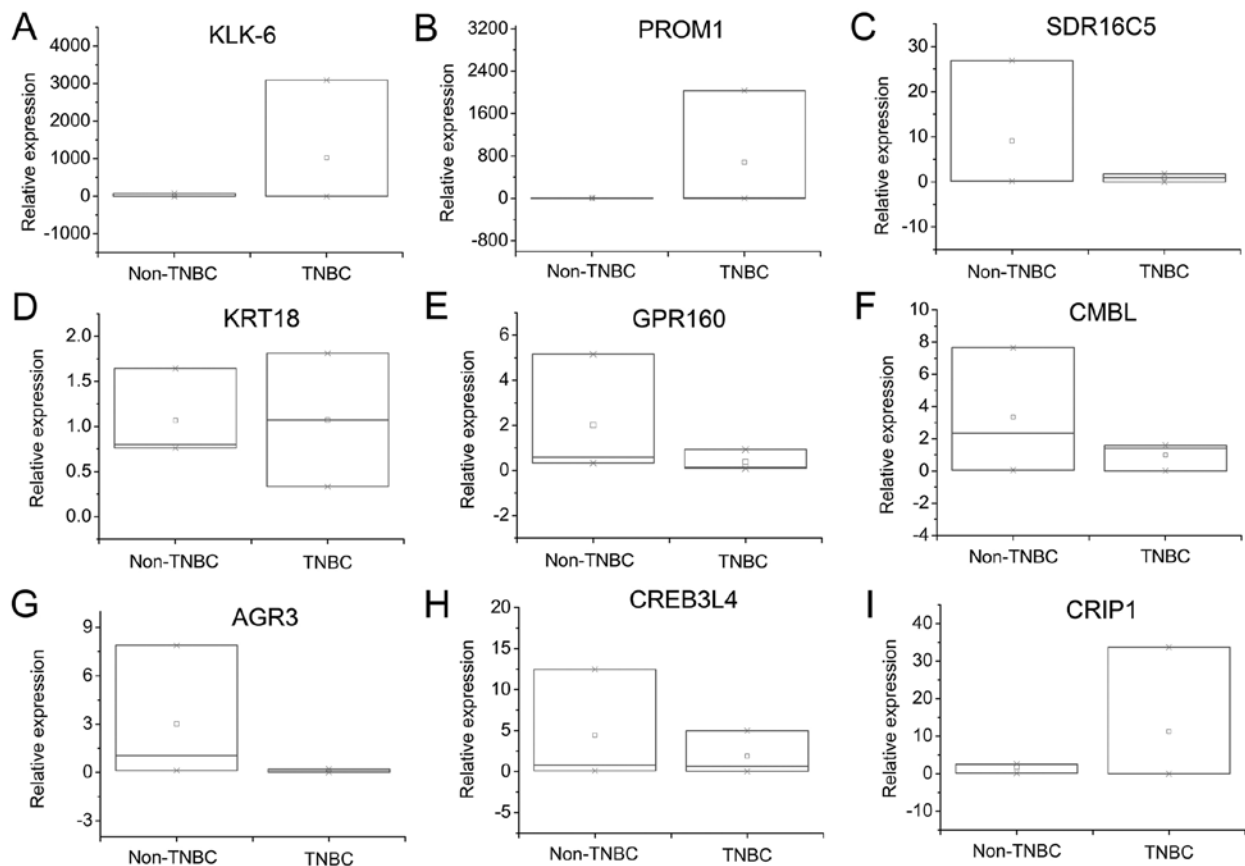 A
KLK-6
Relative expression
4000
3000
2000
1000
0
-1000
Non-TNBC
TNBC
B
PROM1
Relative expression
3200
2400
1600
800
0
-800
Non-TNBC
TNBC
C
SDR16C5
Relative expression
30
20
10
0
-10
Non-TNBC
TNBC
D
KRT18
Relative expression
2.0
1.5
1.0
0.5
0.0
Non-TNBC
TNBC
E
GPR160
Relative expression
6
4
2
0
-2
Non-TNBC
TNBC
F
CMBL
Relative expression
10
8
6
4
2
0
-2
-4
Non-TNBC
TNBC
G
AGR3
Relative expression
9
6
3
0
-3
Non-TNBC
TNBC
H
CREB3L4
Relative expression
20
15
10
5
0
-5
Non-TNBC
TNBC
I
CRIP1
Relative expression
40
30
20
10
0
-10
Non-TNBC
TNBC